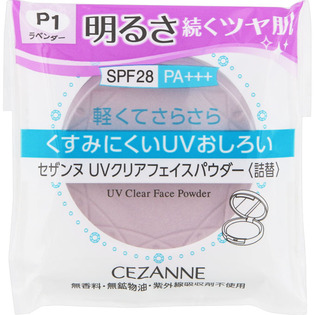 P1
ラベンダー
明るさ続くツヤ肌
SPF28 PA+++
軽くてさらさら
くすみにくいUVおしろい
セザンヌ UVクリアフェイスパウダー〈詰替〉
UV Clear Face Powder
CEZANNE
無香料・無鉱物油・紫外線吸収剤不使用